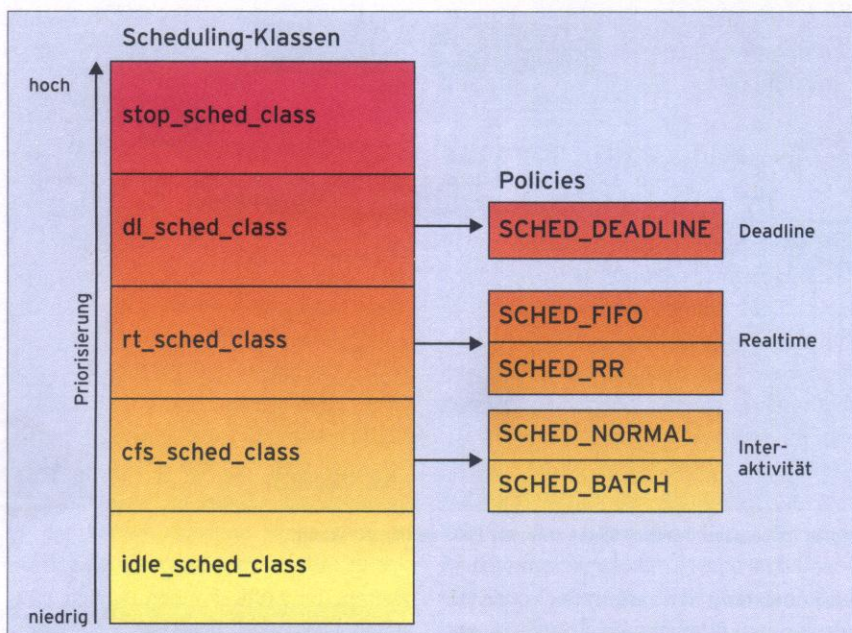 Scheduling-Klassen
hoch
stop_sched_class
Policies
dl_sched_class
SCHED_DEADLINE
Deadline
Priorisierung
rt_sched_class
SCHED_FIFO
SCHED_RR
Realtime
cfs_sched_class
SCHED_NORMAL
SCHED_BATCH
Inter-
aktivität
idle_sched_class
niedrig